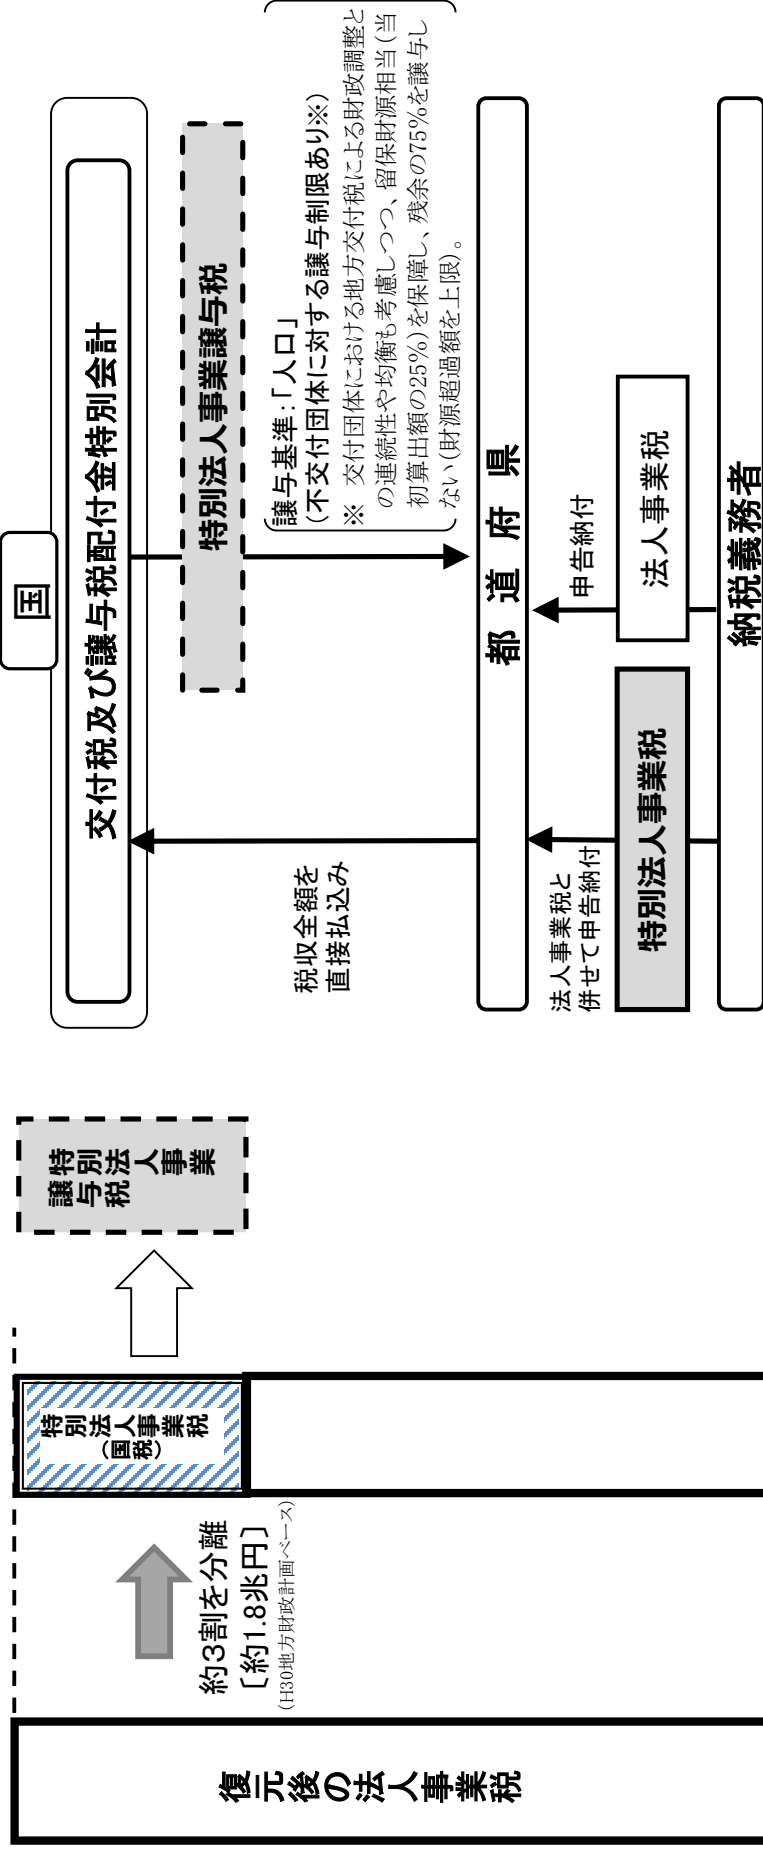 復元後の法人事業税
約3割を分離
〔約1.8兆円〕
(H30地方財政計画ベース)
特別法人事業税
(国税)
特別法人事業
譲与税
国
交付税及び譲与税配付金特別会計
税収全額を
直接払込み
特別法人事業譲与税
譲与基準:「人口」
(不交付団体に対する譲与制限あり※)
※ 交付団体における地方交付税による財政調整と
の連続性や均衡も考慮しつつ、留保財源相当(当
初算出額の25%)を保障し、残余の75%を譲与し
ない(財源超過額を上限)。
都道府県
法人事業税と
併せて申告納付
申告納付
特別法人事業税
法人事業税
納税義務者